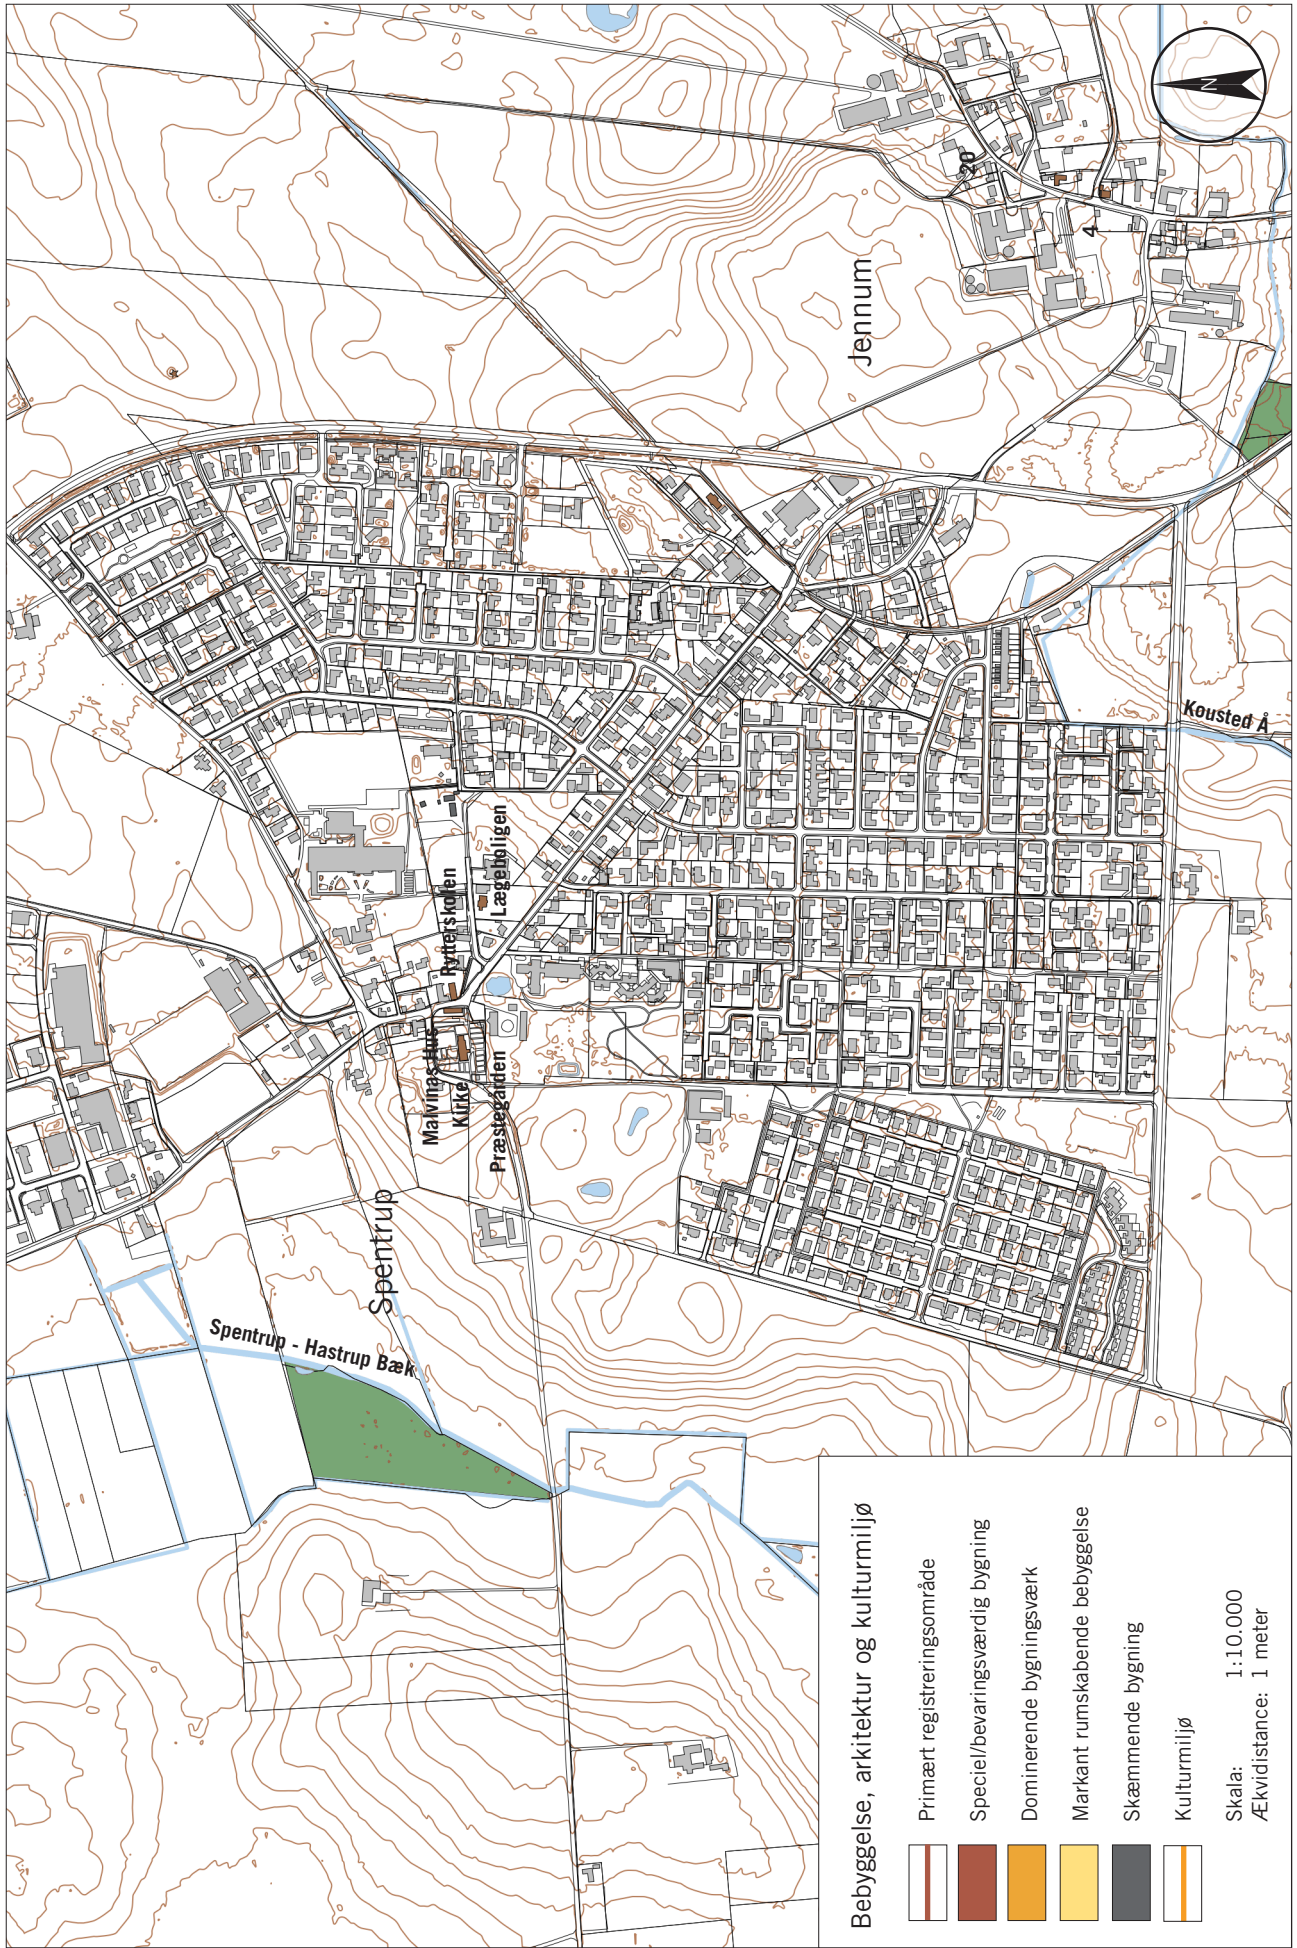 Jennum
20
4
Kousted Å
Lægeboligen
Rytterskolen
Malvinas Hus
Kirke
Præstegården
Spentrup
Spentrup - Hastrup Bæk
N
Bebyggelse, arkitektur og kulturmiljø
Primært registreringsområde
Speciel/bevaringsværdig bygning
Dominerende bygningsværk
Markant rumskabende bebyggelse
Skæmmende bygning
Kulturmiljø
Skala: 1:10.000
Ækvidistance: 1 meter